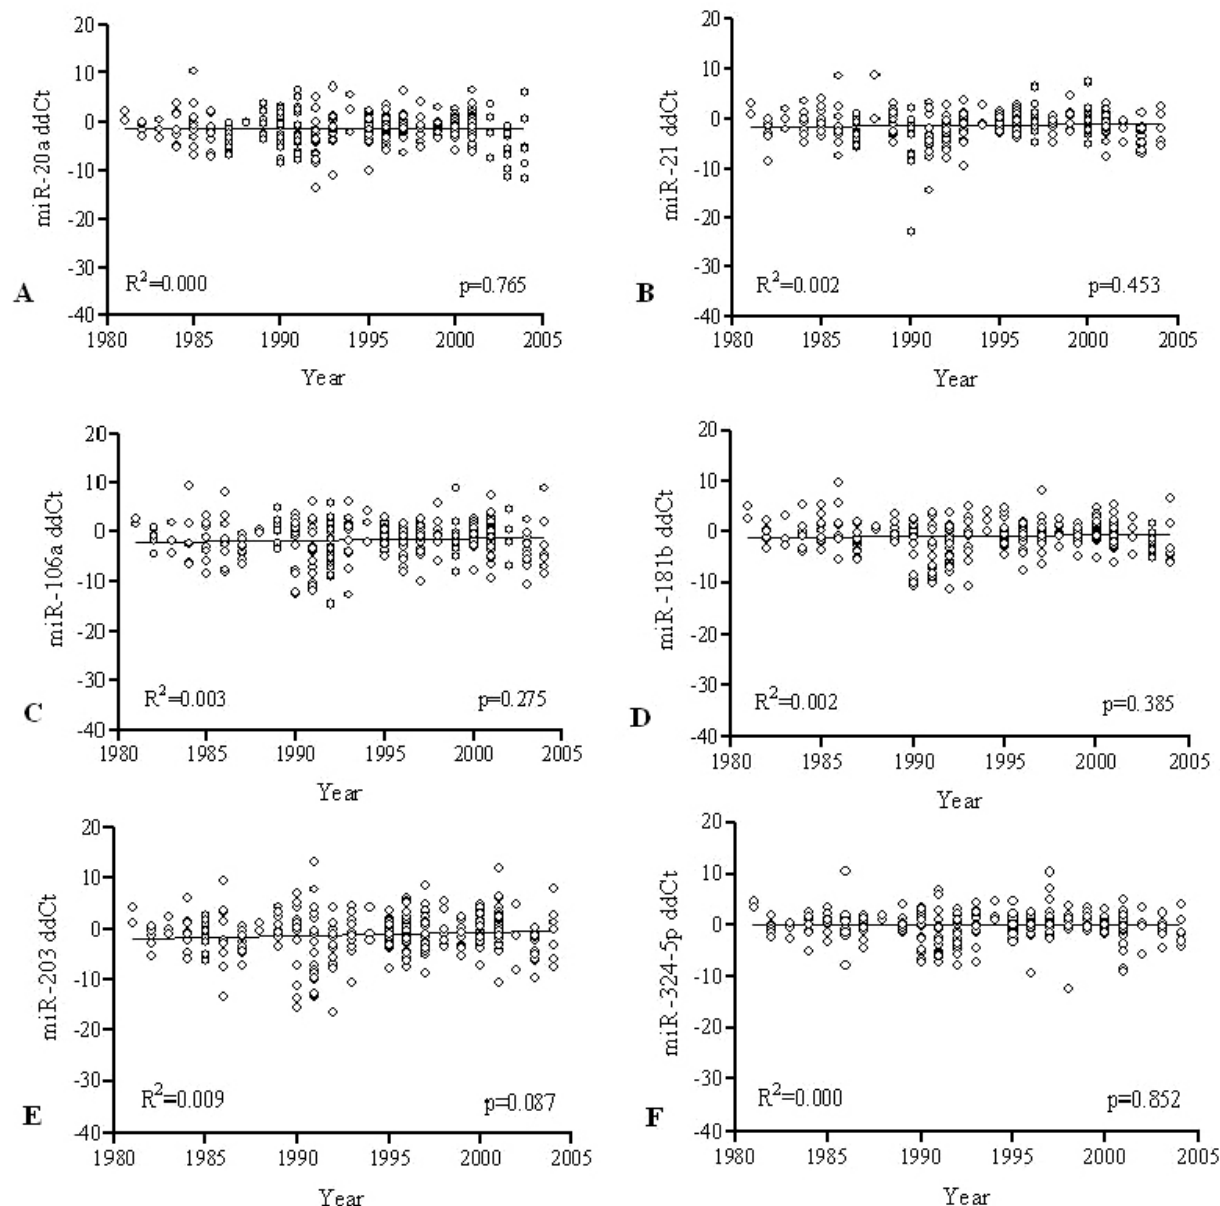 20
10
0
-10
-20
-30
-40
miR-20a ddCt
R²=0.000
p=0.765
A
1980 1985 1990 1995 2000 2005
Year
20
10
0
-10
-20
-30
-40
miR-21 ddCt
R²=0.002
p=0.453
B
1980 1985 1990 1995 2000 2005
Year
20
10
0
-10
-20
-30
-40
miR-106a ddCt
R²=0.003
p=0.275
C
1980 1985 1990 1995 2000 2005
Year
20
10
0
-10
-20
-30
-40
miR-181b ddCt
R²=0.002
p=0.385
D
1980 1985 1990 1995 2000 2005
Year
20
10
0
-10
-20
-30
-40
miR-203 ddCt
R²=0.009
p=0.087
E
1980 1985 1990 1995 2000 2005
Year
20
10
0
-10
-20
-30
-40
miR-324-5p ddCt
R²=0.000
p=0.852
F
1980 1985 1990 1995 2000 2005
Year